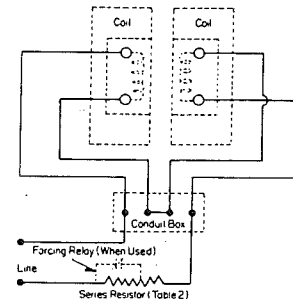 Coil
Coil
Conduit Box
Forcing Relay (When Used)
Line
Series Resistor (Table 2)